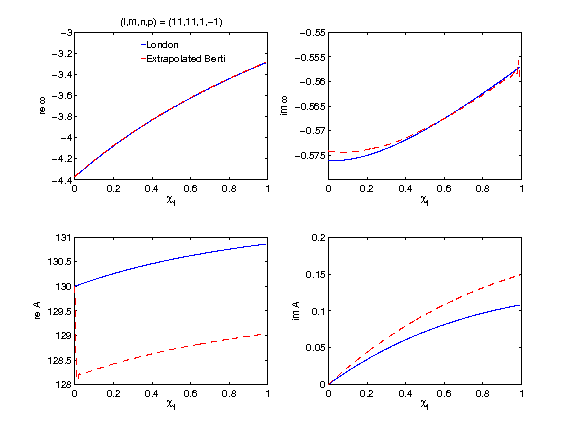 (l,m,n,p) = (11,11,1,-1)
-3
-3.2
-3.4
-3.6
-3.8
-4
-4.2
-4.4
re ω
London
Extrapolated Berti
0 0.2 0.4 0.6 0.8 1
χf
-0.55
-0.555
-0.56
-0.565
-0.57
-0.575
im ω
0 0.2 0.4 0.6 0.8 1
χf
131
130.5
130
129.5
129
128.5
128
re A
0 0.2 0.4 0.6 0.8 1
χf
0.2
0.15
0.1
0.05
0
im A
0 0.2 0.4 0.6 0.8 1
χf